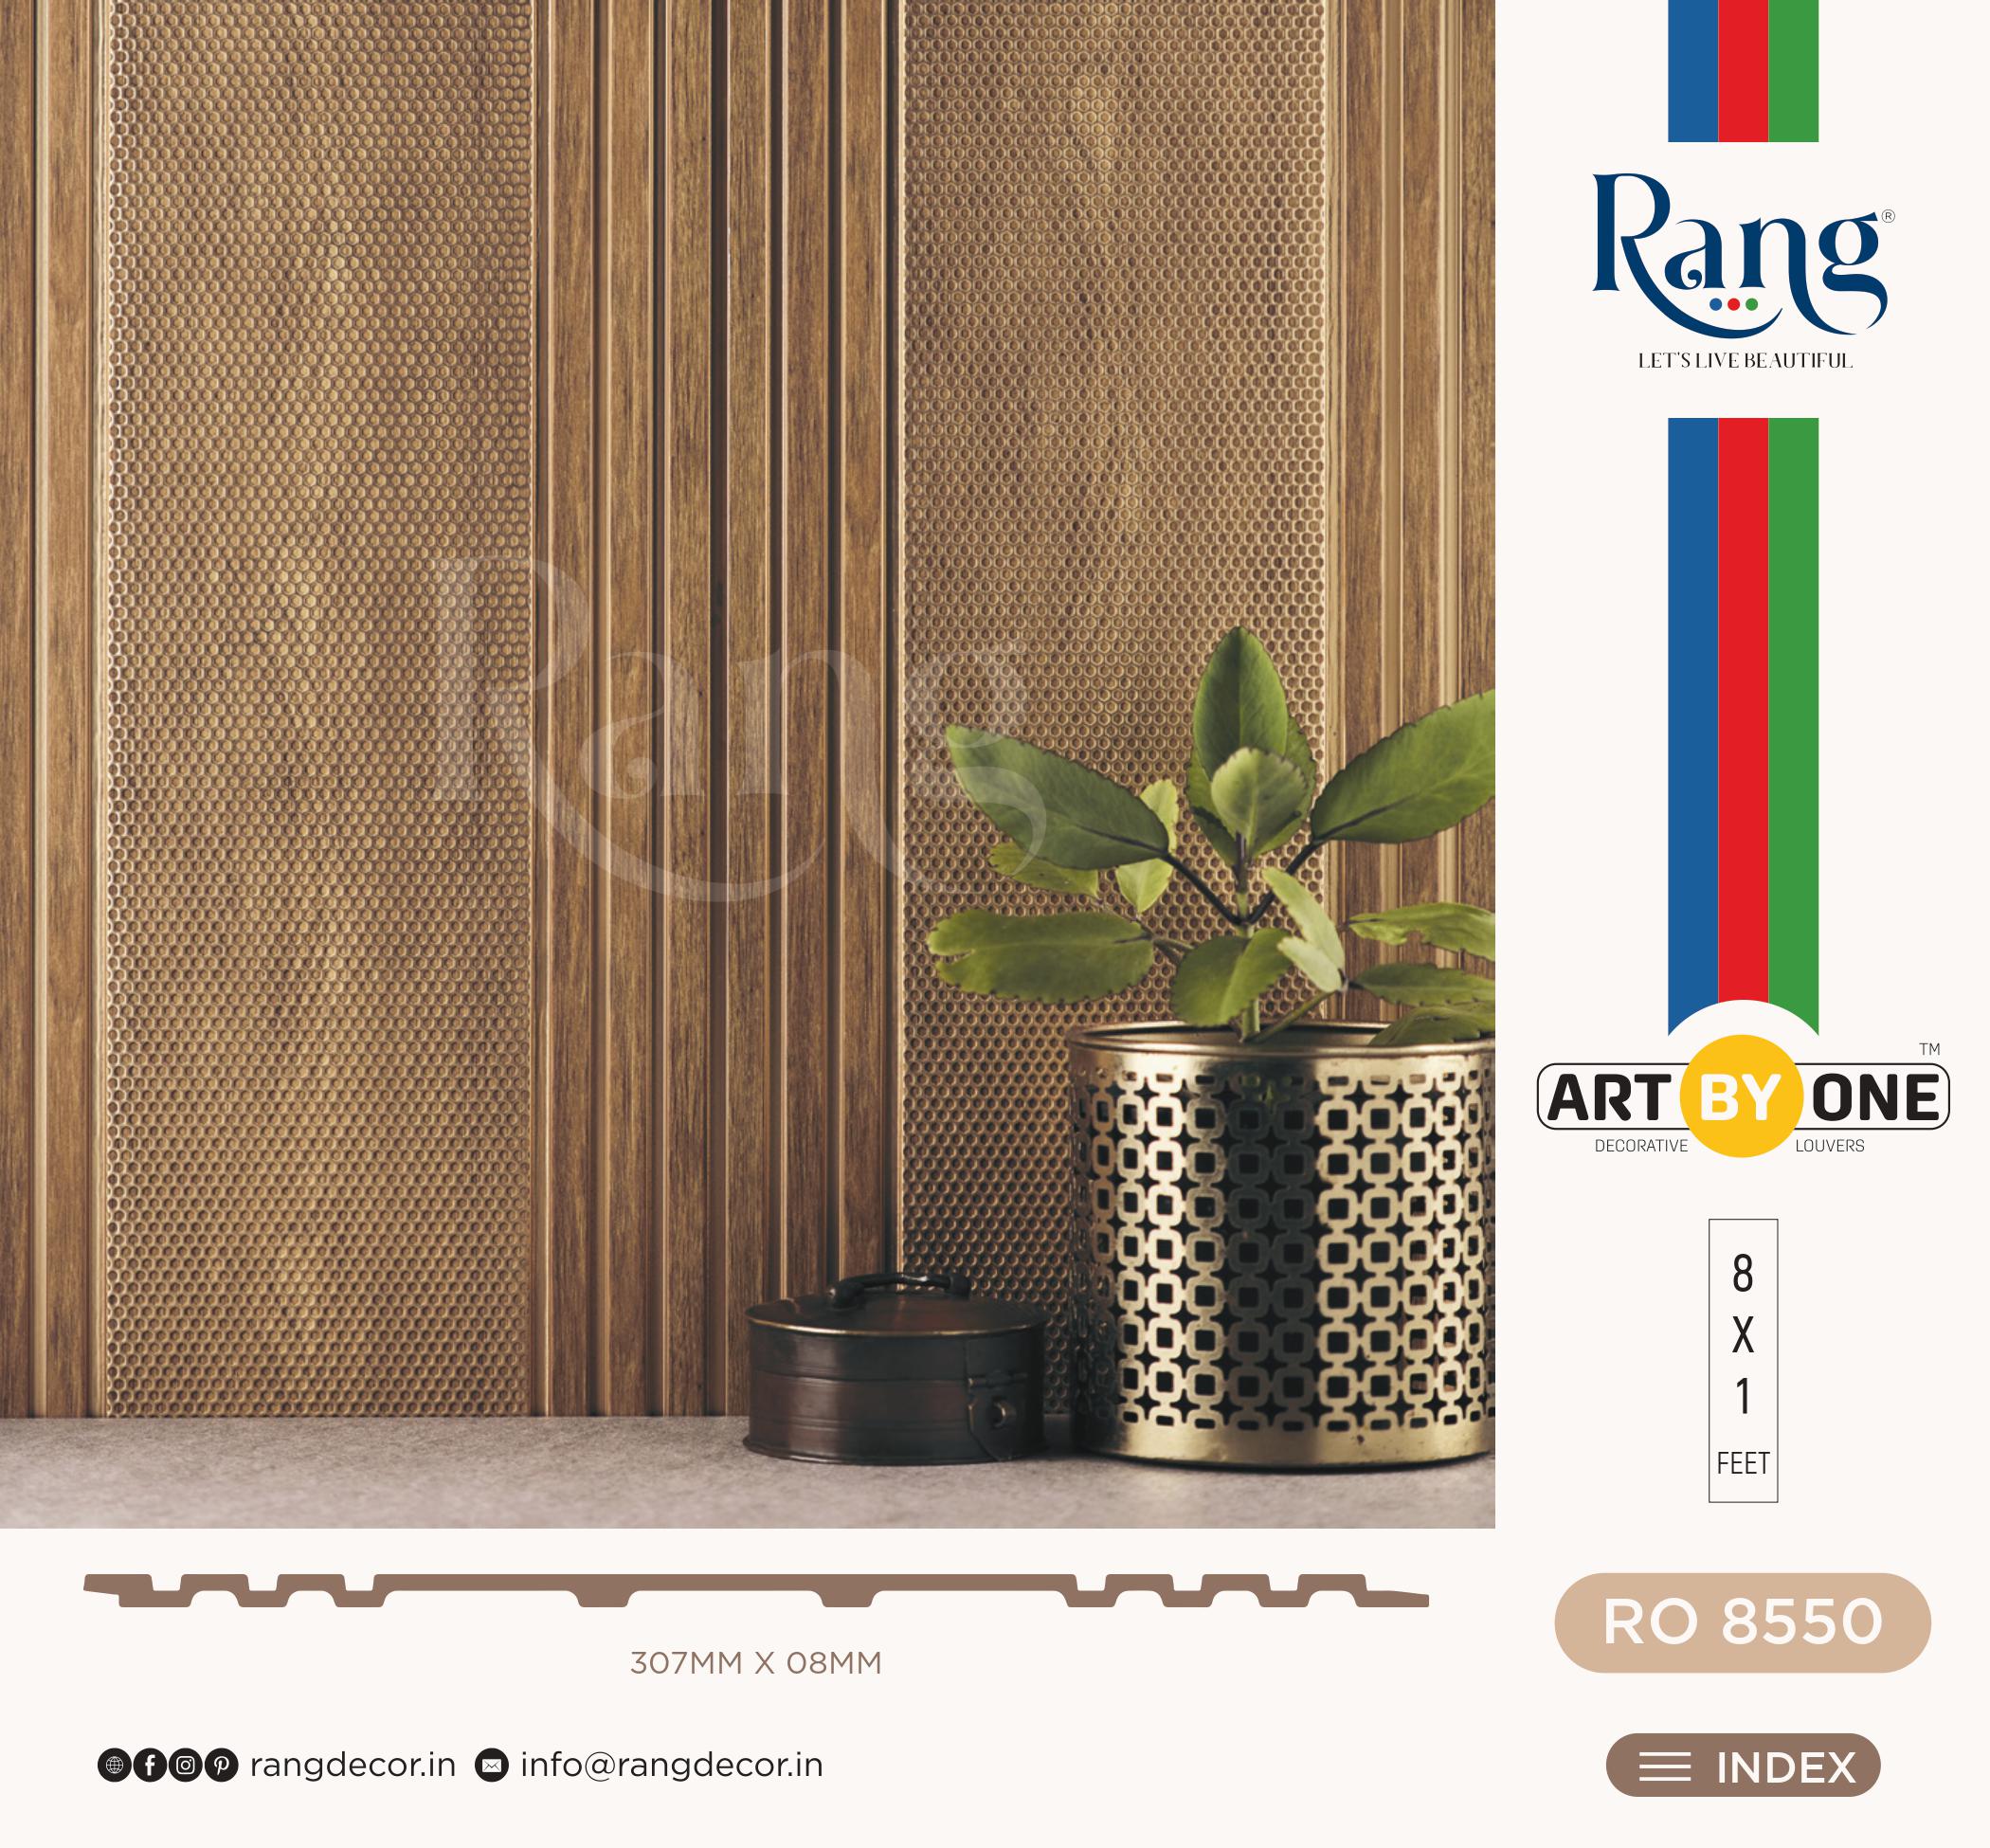 Rang®
LET'S LIVE BEAUTIFUL
Rang
ART BY ONE TM
DECORATIVE LOUVERS
8
X
1
FEET
307MM X 08MM
RO 8550
rangdecor.in info@rangdecor.in
INDEX